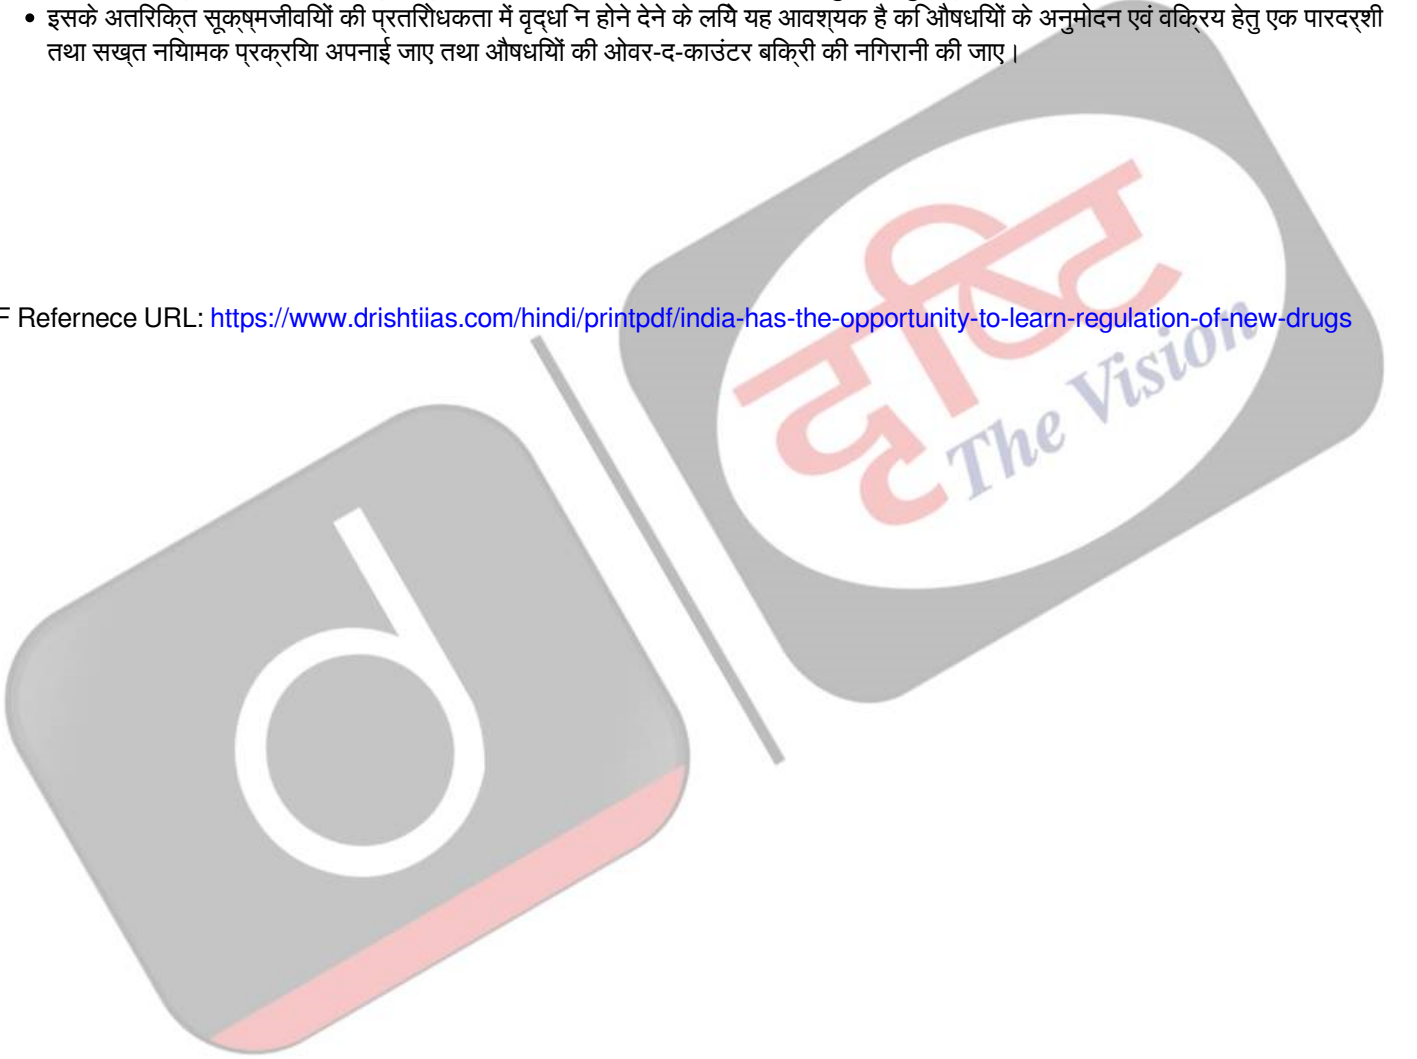 • इसके अतिरिक्त सूक्ष्मजीवियों की प्रतिरोधिकता में वृद्धि न होने देने के लिये यह आवश्यक है कि औषधियों के अनुमोदन एवं विक्रय हेतु एक पारदर्शी
तथा सख्त नियामक प्रक्रिया अपनाई जाए तथा औषधियों की ओवर-द-काउंटर बिक्री की निगरानी की जाए।
F Refernece URL: https://www.drishtiias.com/hindi/printpdf/india-has-the-opportunity-to-learn-regulation-of-new-drugs
दृष्टि
The Vision
d